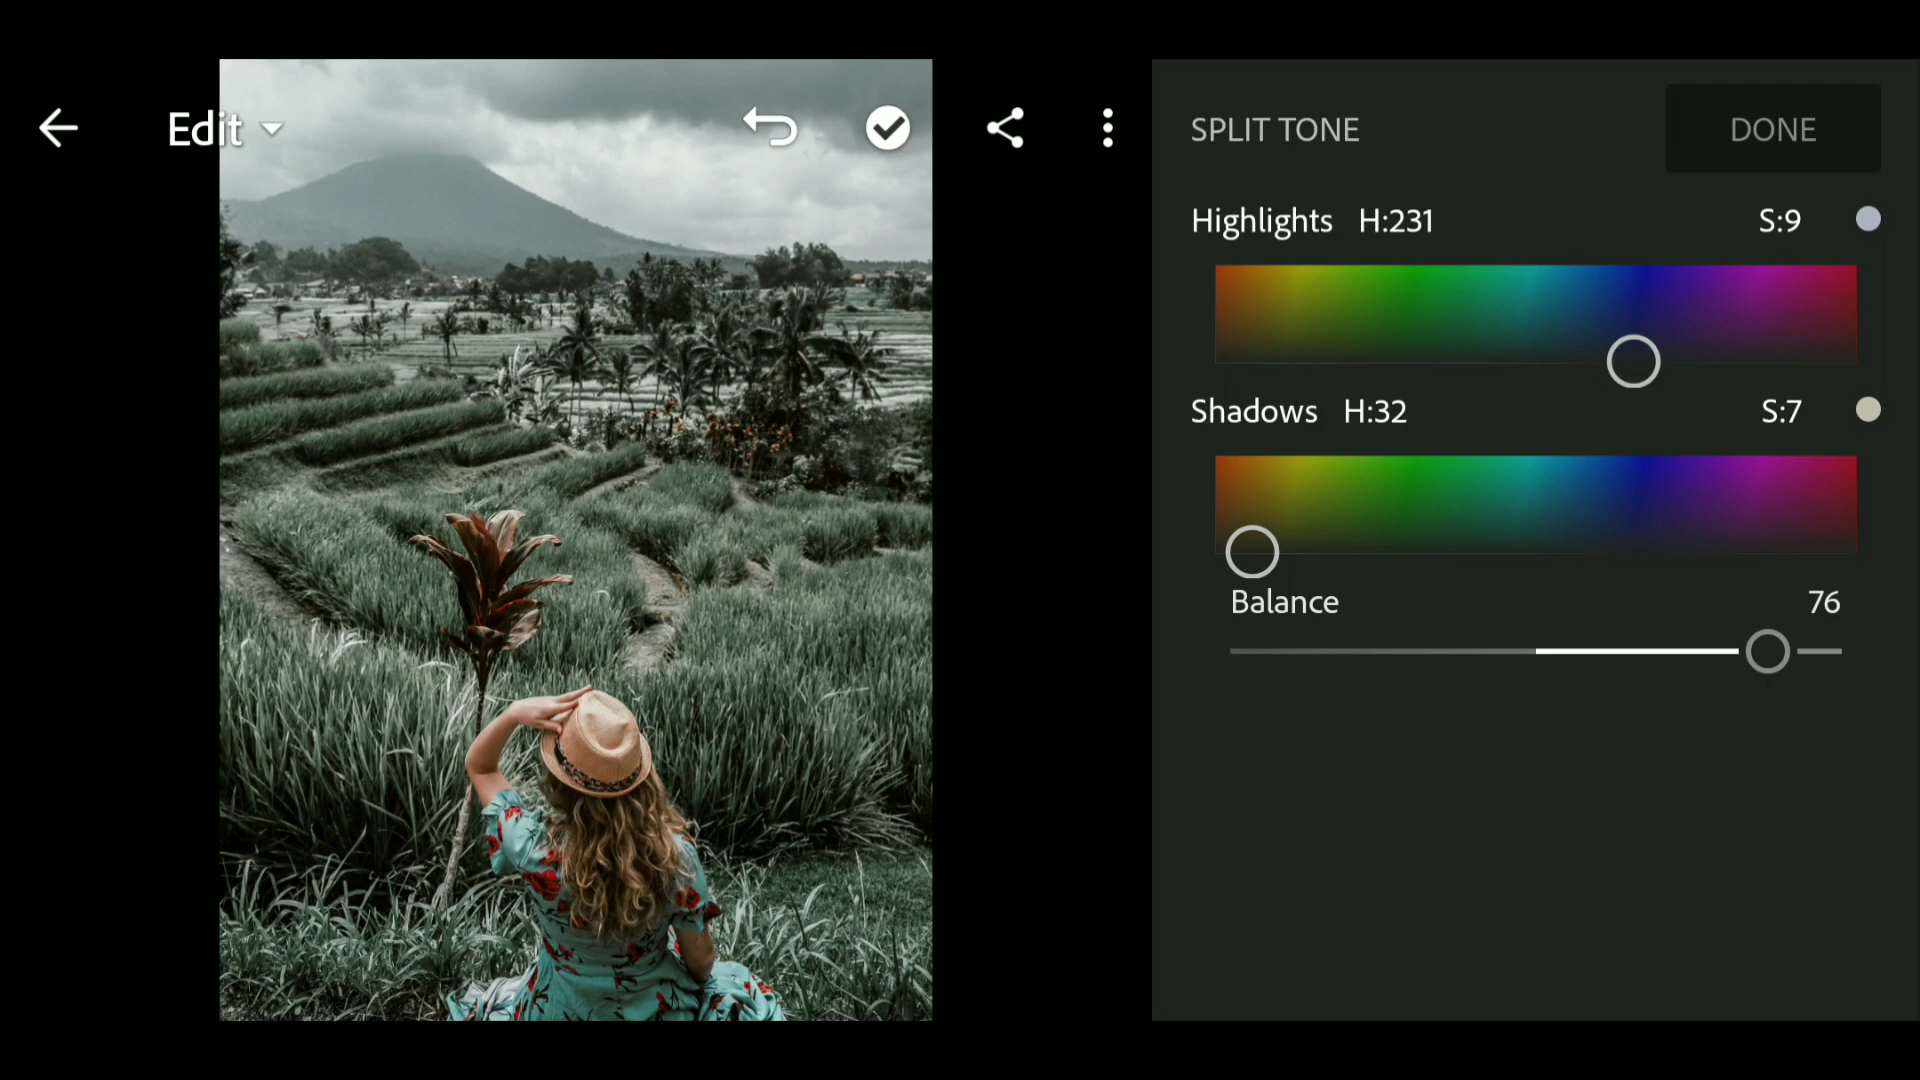 Edit
SPLIT TONE
DONE
Highlights H:231 S:9
Shadows H:32 S:7
Balance 76